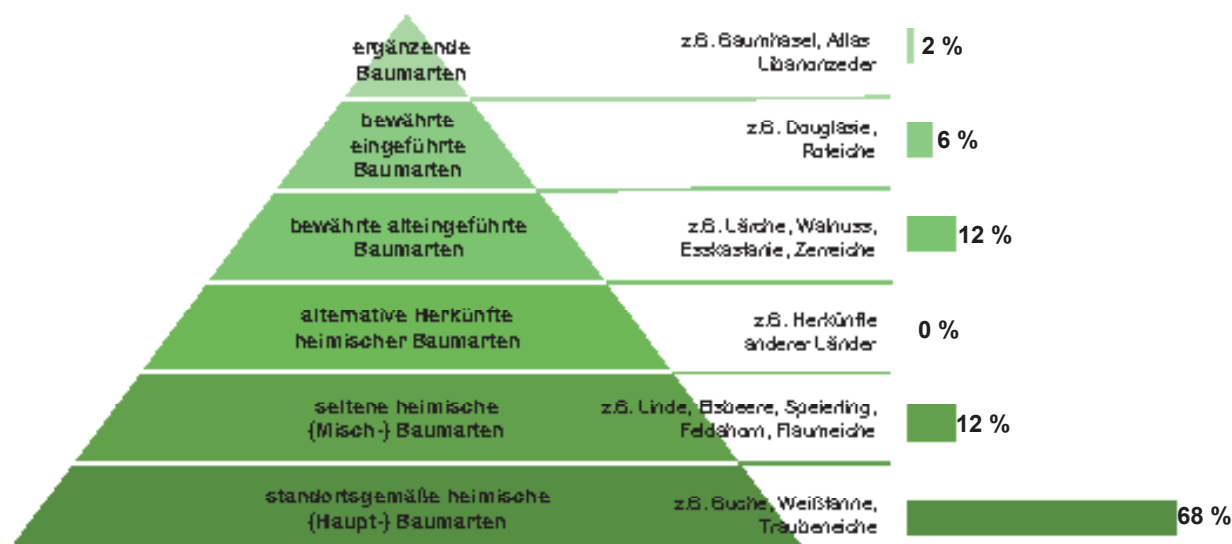 ergänzende
Baumarten
z.B. Baumhasel, Atlas
Libanonzeder
2 %
bewährte
eingeführte
Baumarten
z.B. Douglasie,
Roteiche
6 %
bewährte alteingeführte
Baumarten
z.B. Lärche, Walnuss,
Esskastanie, Zerreiche
12 %
alternative Herkünfte
heimischer Baumarten
z.B. Herkünfte
anderer Länder
0 %
seltene heimische
(Misch-) Baumarten
z.B. Linde, Elsbeere, Speierling,
Feldahorn, Flaumeiche
12 %
standortsgemäße heimische
(Haupt-) Baumarten
z.B. Buche, Weißtanne,
Traubeneiche
68 %